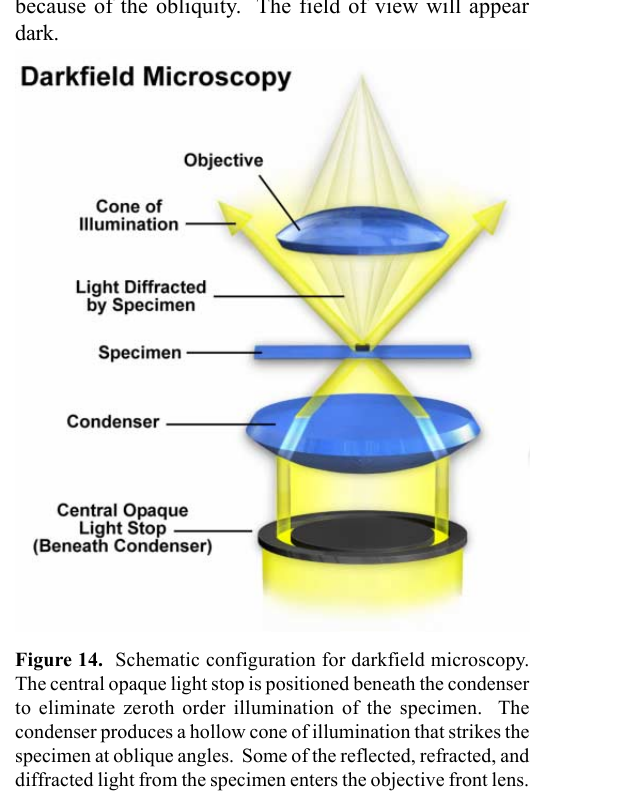 because of the obliquity. The field of view will appear
dark.
Darkfield Microscopy
Objective
Cone of
Illumination
Light Diffracted
by Specimen
Specimen
Condenser
Central Opaque
Light Stop
(Beneath Condenser)
Figure 14. Schematic configuration for darkfield microscopy.
The central opaque light stop is positioned beneath the condenser
to eliminate zeroth order illumination of the specimen. The
condenser produces a hollow cone of illumination that strikes the
specimen at oblique angles. Some of the reflected, refracted, and
diffracted light from the specimen enters the objective front lens.